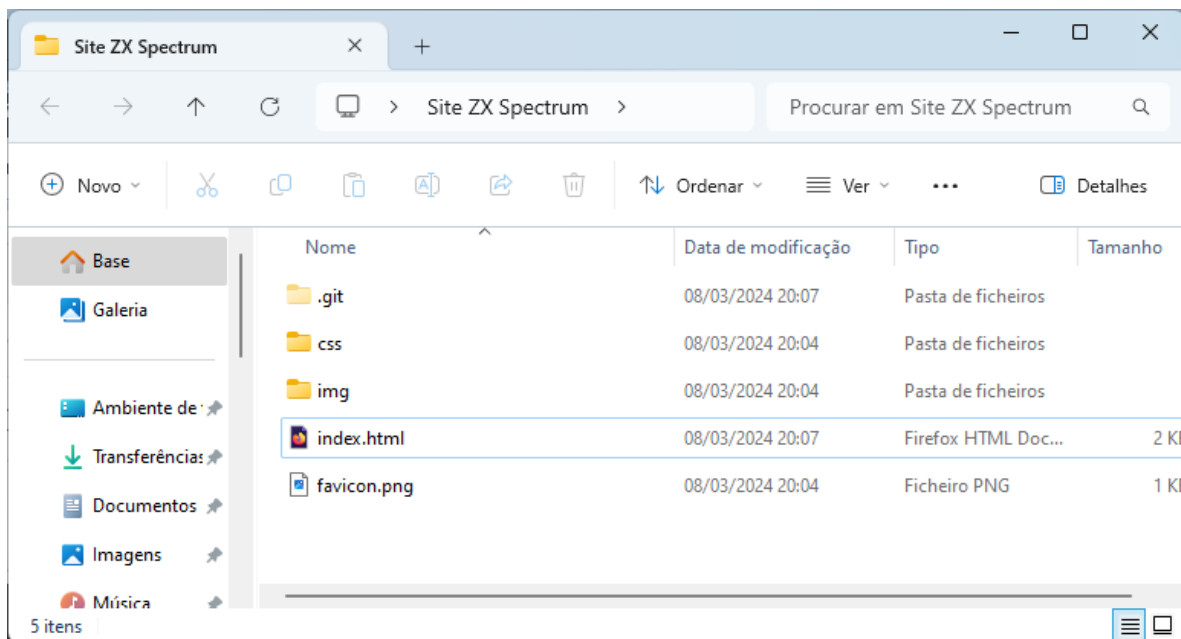 Site ZX Spectrum
Site ZX Spectrum
Procurar em Site ZX Spectrum
Novo
Ordenar
Ver
Detalhes
Base
Galeria
Ambiente de
Transferências
Documentos
Imagens
Música
Nome Data de modificação Tipo Tamanho
.git 08/03/2024 20:07 Pasta de ficheiros
css 08/03/2024 20:04 Pasta de ficheiros
img 08/03/2024 20:04 Pasta de ficheiros
index.html 08/03/2024 20:07 Firefox HTML Doc... 2 K
favicon.png 08/03/2024 20:04 Ficheiro PNG 1 K
5 itens